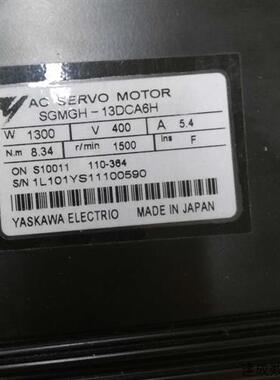 AC SERVO MOTOR
SGMGH-13DCA6H
W 1300 V 400 A 5.4
N.m 8.34 r/min 1500 Ins F
ON S10011 110-364
S/N 1L101YS11100590
YASKAWA ELECTRIO MADE IN JAPAN